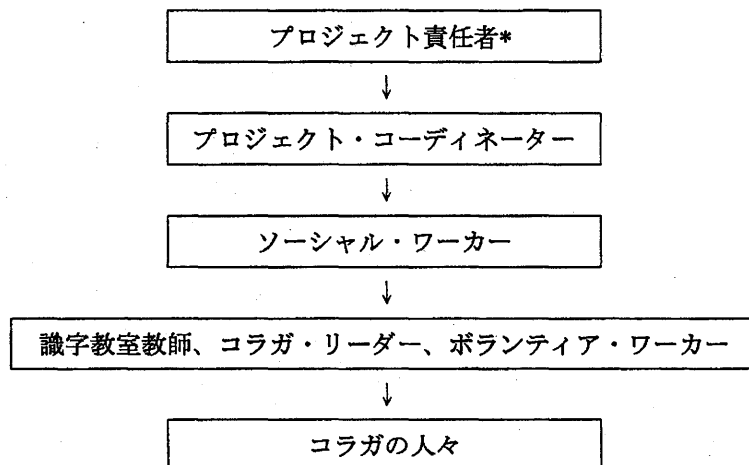 プロジェクト責任者*
↓
プロジェクト・コーディネーター
↓
ソーシャル・ワーカー
↓
識字教室教師、コラガ・リーダー、ボランティア・ワーカー
↓
コラガの人々